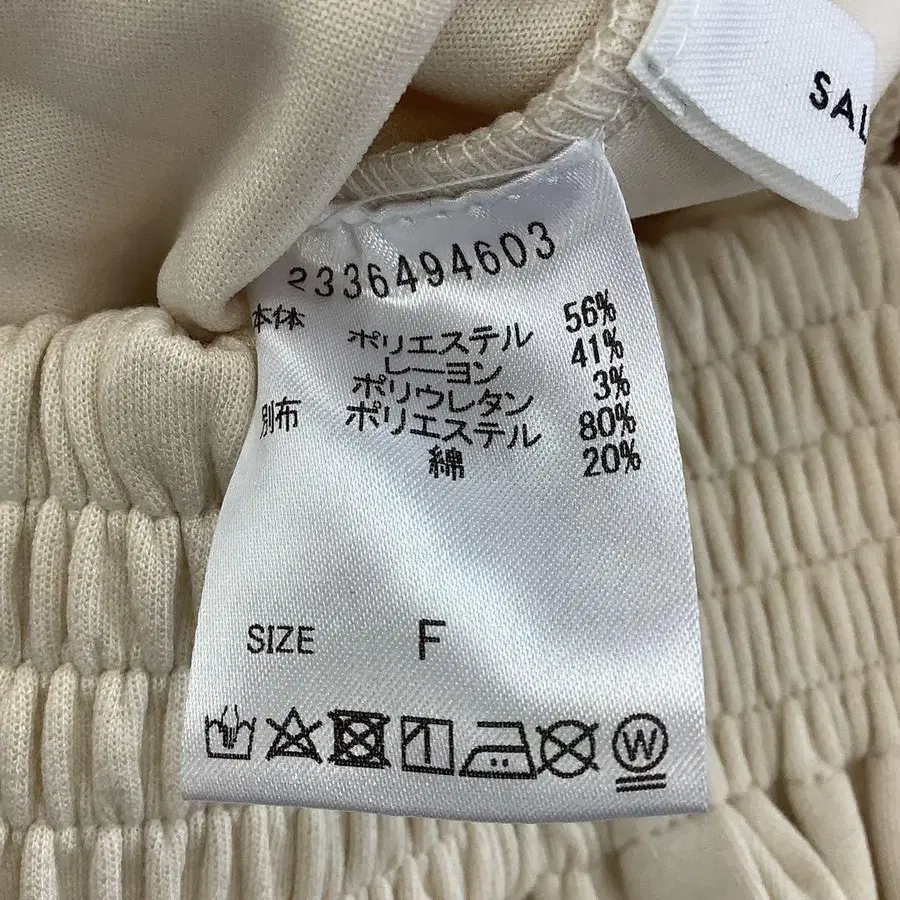 SAL
2336494603
本体 ポリエステル 56%
レーヨン 41%
ポリウレタン 3%
別布 ポリエステル 80%
綿 20%
SIZE F
W